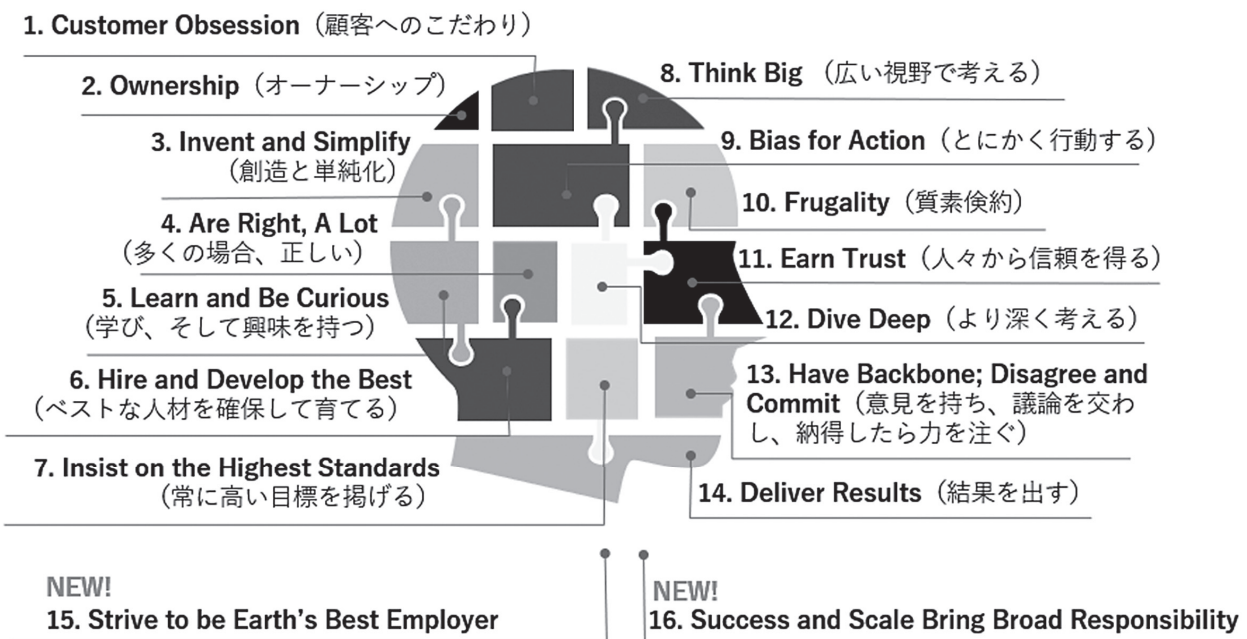 1. Customer Obsession（顧客へのこだわり）
2. Ownership（オーナーシップ）
3. Invent and Simplify
（創造と単純化）
4. Are Right, A Lot
（多くの場合、正しい）
5. Learn and Be Curious
（学び、そして興味を持つ）
6. Hire and Develop the Best
（ベストな人材を確保して育てる）
7. Insist on the Highest Standards
（常に高い目標を掲げる）
8. Think Big （広い視野で考える）
9. Bias for Action（とにかく行動する）
10. Frugality（質素倹約）
11. Earn Trust（人々から信頼を得る）
12. Dive Deep（より深く考える）
13. Have Backbone; Disagree and
Commit（意見を持ち、議論を交わ
し、納得したら力を注ぐ）
14. Deliver Results（結果を出す）
NEW!
15. Strive to be Earth’s Best Employer
NEW!
16. Success and Scale Bring Broad Responsibility